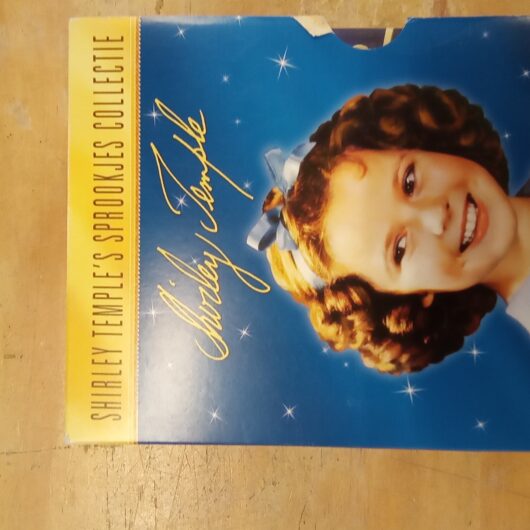 SHIRLEY TEMPLE'S SPROOKJES COLLECTIE
Shirley Temple